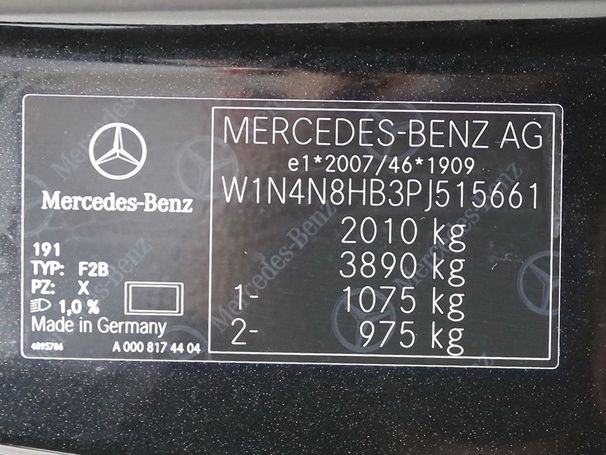 Mercedes-Benz
191
TYP: F2B
PZ: X
1,0 %
Made in Germany
4895786
A 000 817 44 04
MERCEDES-BENZ AG
e1*2007/46*1909
W1N4N8HB3PJ515661
2010 kg
3890 kg
1- 1075 kg
2- 975 kg